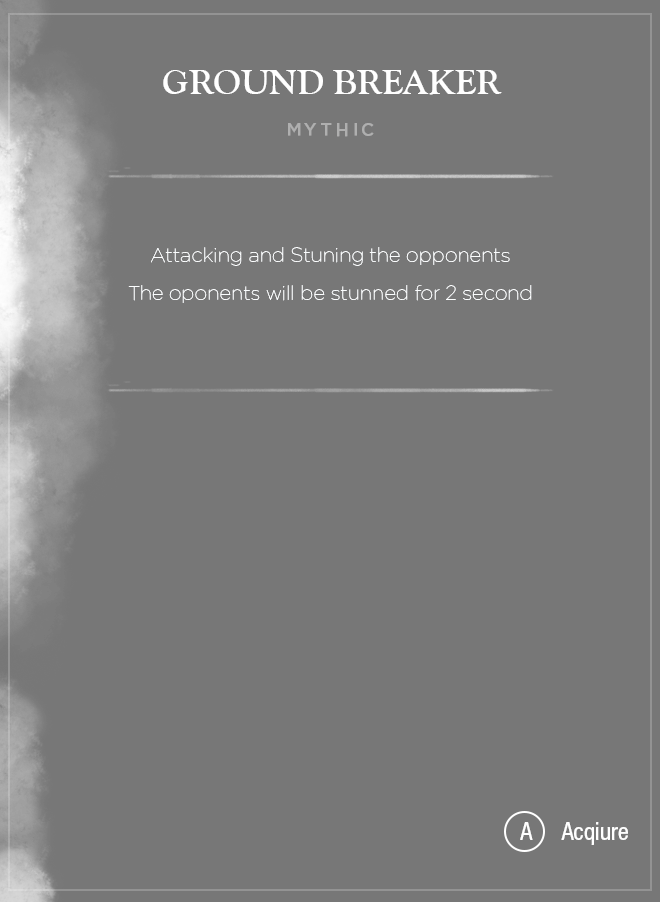 GROUND BREAKER
MYTHIC
Attacking and Stuning the opponents
The oponents will be stunned for 2 second
A Acqiure